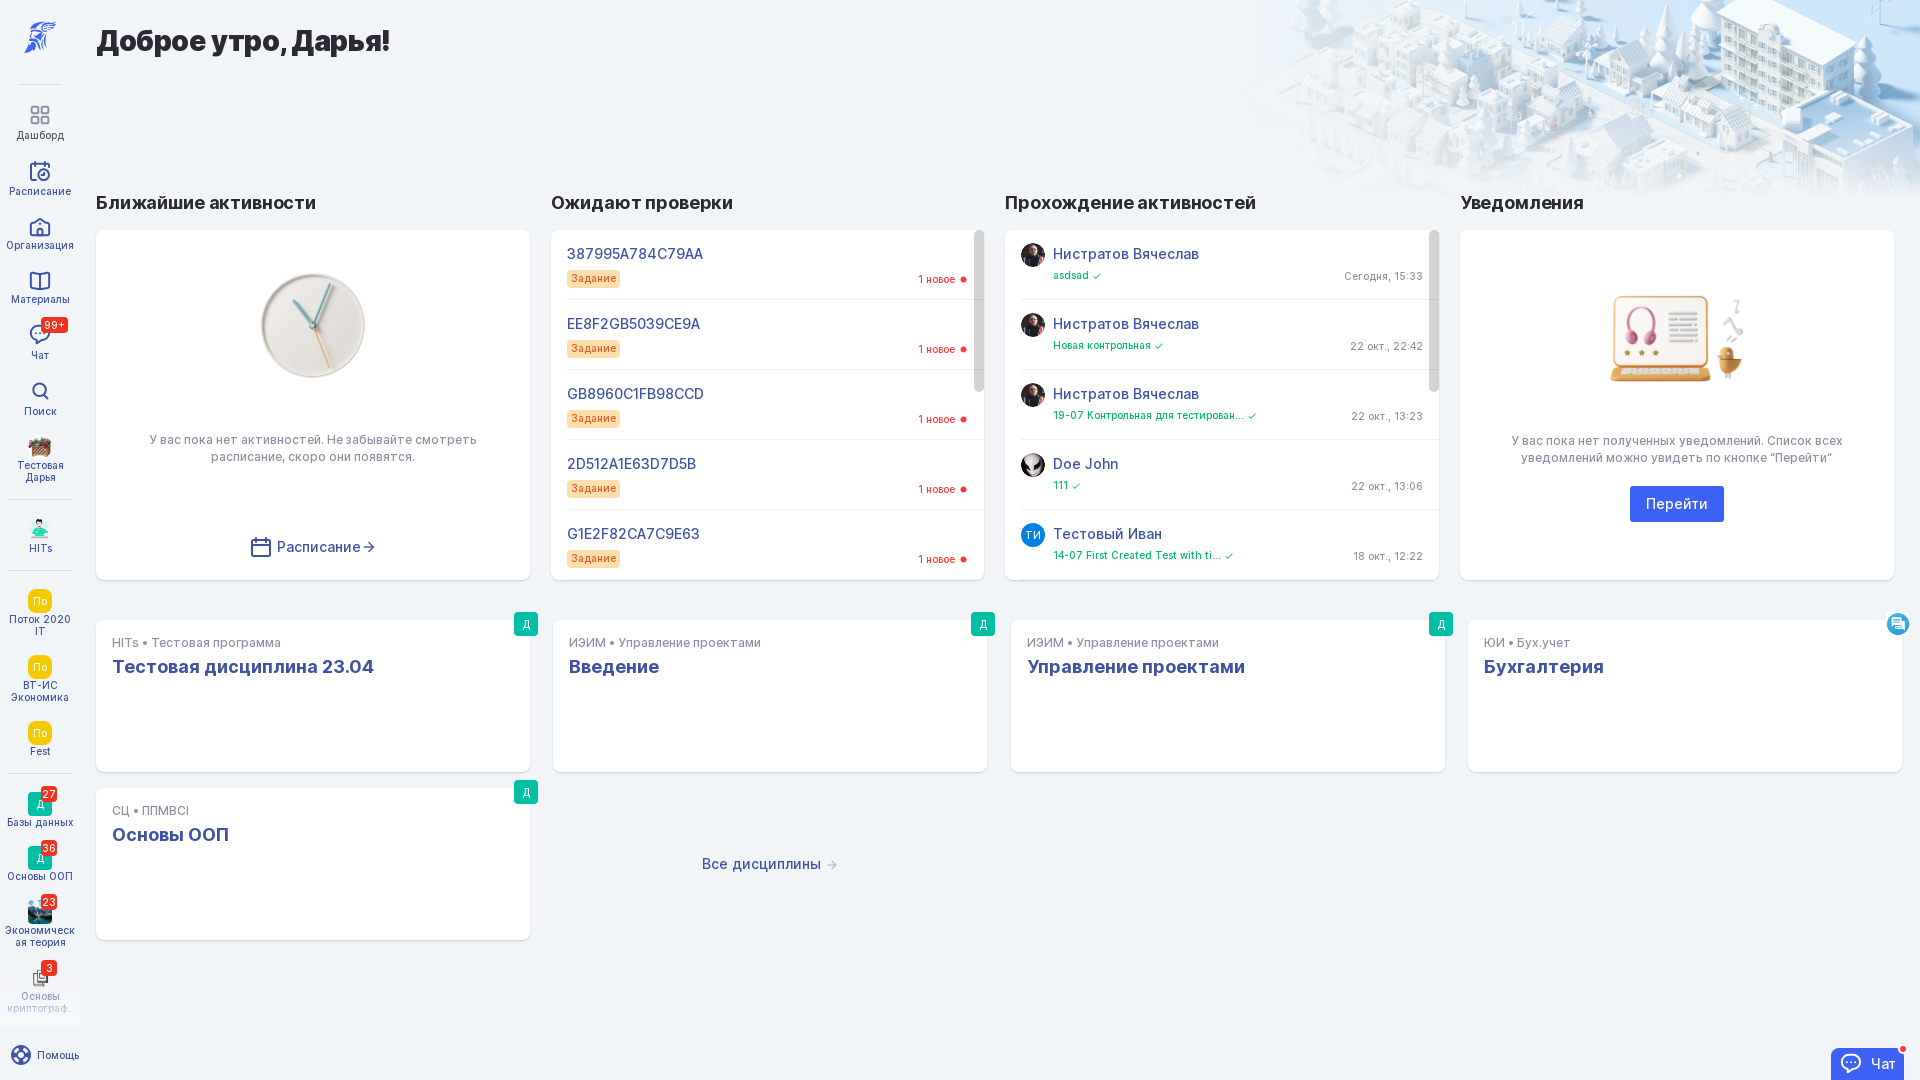 Доброе утро, Дарья!
Дашборд
Расписание
Организация
Материалы
99+
Чат
Поиск
Тестовая
Дарья
HITs
По
Поток 2020
IT
По
ВТ-ИС
Экономика
По
Fest
27
Д
Базы данных
36
Д
Основы ООП
23
Экономическ
ая теория
3
Основы
криптограф...
Помощь
Ближайшие активности
У вас пока нет активностей. Не забывайте смотреть
расписание, скоро они появятся.
Расписание
Ожидают проверки
387995A784C79AA
Задание
1 новое
EE8F2GB5039CE9A
Задание
1 новое
GB8960C1FB98CCD
Задание
1 новое
2D512A1E63D7D5B
Задание
1 новое
G1E2F82CA7C9E63
Задание
1 новое
Прохождение активностей
Нистратов Вячеслав
asdsad
Сегодня, 15:33
Нистратов Вячеслав
Новая контрольная
22 окт., 22:42
Нистратов Вячеслав
19-07 Контрольная для тестирован...
22 окт., 13:23
Doe John
111
22 окт., 13:06
ТИ
Тестовый Иван
14-07 First Created Test with ti...
18 окт., 12:22
Уведомления
У вас пока нет полученных уведомлений. Список всех
уведомлений можно увидеть по кнопке “Перейти”
Перейти
Д
HITs • Тестовая программа
Тестовая дисциплина 23.04
Д
ИЭИМ • Управление проектами
Введение
Д
ИЭИМ • Управление проектами
Управление проектами
ЮИ • Бух.учет
Бухгалтерия
Д
СЦ • ППМВСI
Основы ООП
Все дисциплины
Чат